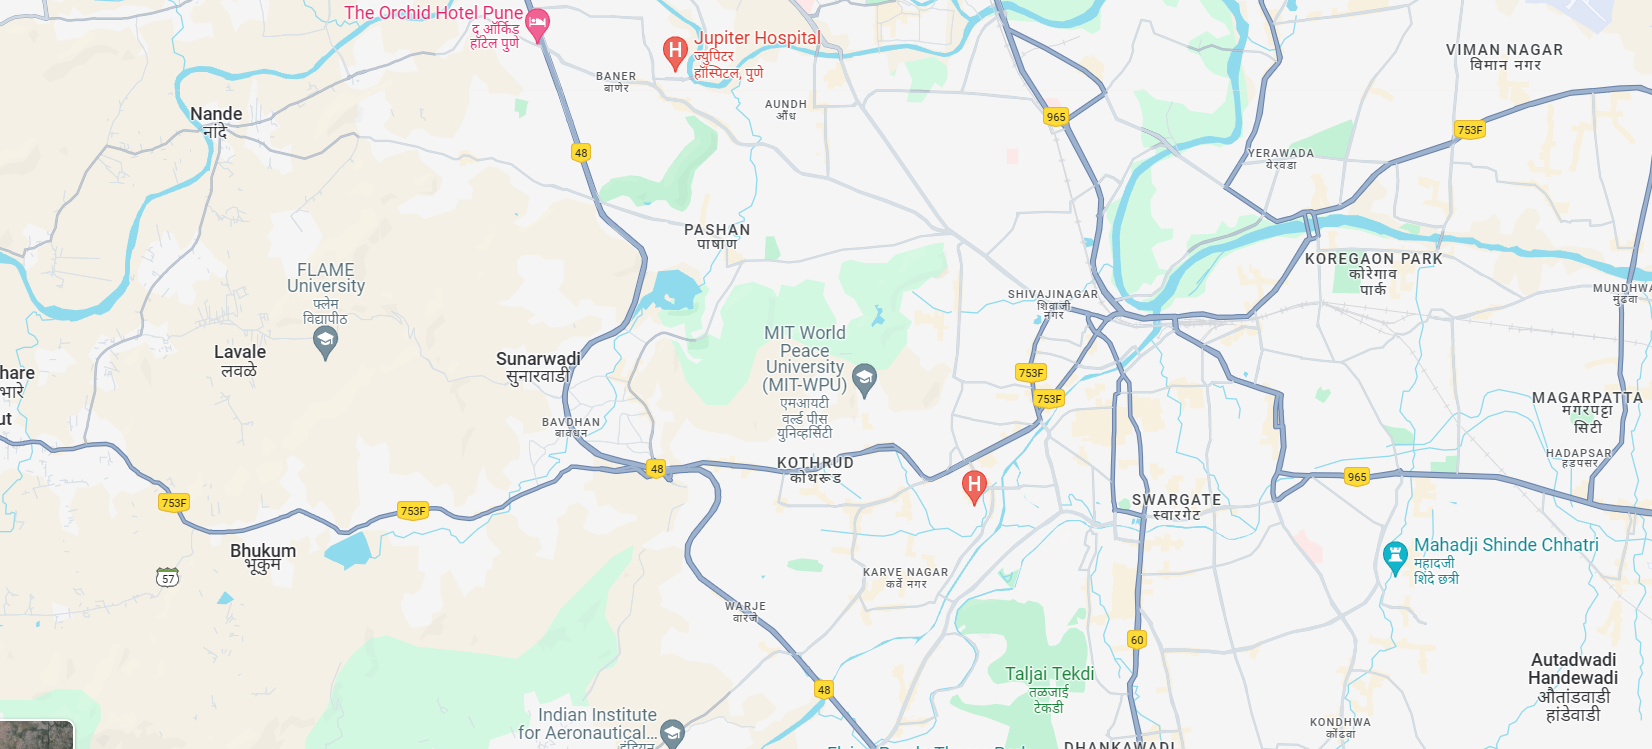 The Orchid Hotel Pune
द ऑर्किड
हॉटेल पुणे
Jupiter Hospital
ज्युपिटर
हॉस्पिटल, पुणे
H
VIMAN NAGAR
विमान नगर
BANER
बाणेर
AUNDH
औंध
Nande
नांदे
965
753F
48
YERAWADA
येरवडा
PASHAN
पाषाण
FLAME
University
फ्लेम
विद्यापीठ
KOREGAON PARK
कोरेगाव
पार्क
SHIVAJINAGAR
शिवाजी
नगर
MUNDHWA
मुंढवा
MIT World
Peace
University
(MIT-WPU)
एमआयटी
वर्ल्ड पीस
युनिव्हर्सिटी
Lavale
लवळे
Sunarwadi
सुनारवाडी
hare
भारे
ut
753F
753F
MAGARPATTA
मगरपट्टा
सिटी
BAVDHAN
बावधन
HADAPSAR
हडपसर
48
KOTHRUD
कोथरूड
965
H
753F
753F
SWARGATE
स्वारगेट
Bhukum
भूकुम
57
Mahadji Shinde Chhatri
महादजी
शिंदे छत्री
KARVE NAGAR
कर्वे नगर
WARJE
वारजे
60
Taljai Tekdi
तळजाई
टेकडी
Autadwadi
Handewadi
औतांडवाडी
हांडेवाडी
48
Indian Institute
for Aeronautical...
KONDHWA
कोंढवा
DHANKAWADI